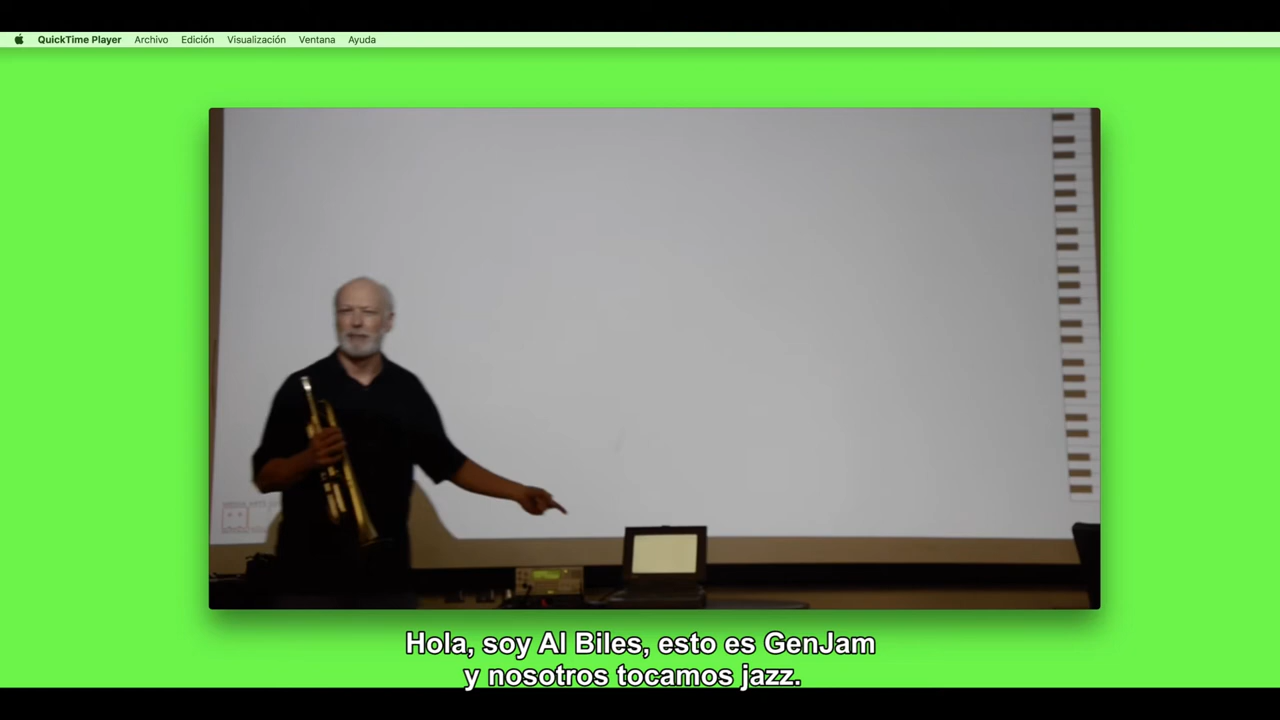 QuickTime Player Archivo Edición Visualización Ventana Ayuda
Hola, soy Al Biles, esto es GenJam
y nosotros tocamos jazz.